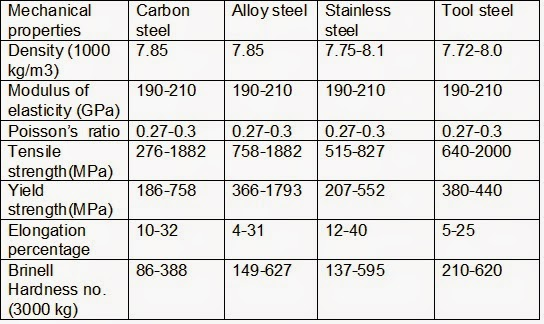 Mechanical properties Carbon steel Alloy steel Stainless steel Tool steel
Density (1000 kg/m3) 7.85 7.85 7.75-8.1 7.72-8.0
Modulus of elasticity (GPa) 190-210 190-210 190-210 190-210
Poisson's ratio 0.27-0.3 0.27-0.3 0.27-0.3 0.27-0.3
Tensile strength(MPa) 276-1882 758-1882 515-827 640-2000
Yield strength(MPa) 186-758 366-1793 207-552 380-440
Elongation percentage 10-32 4-31 12-40 5-25
Brinell Hardness no. (3000 kg) 86-388 149-627 137-595 210-620